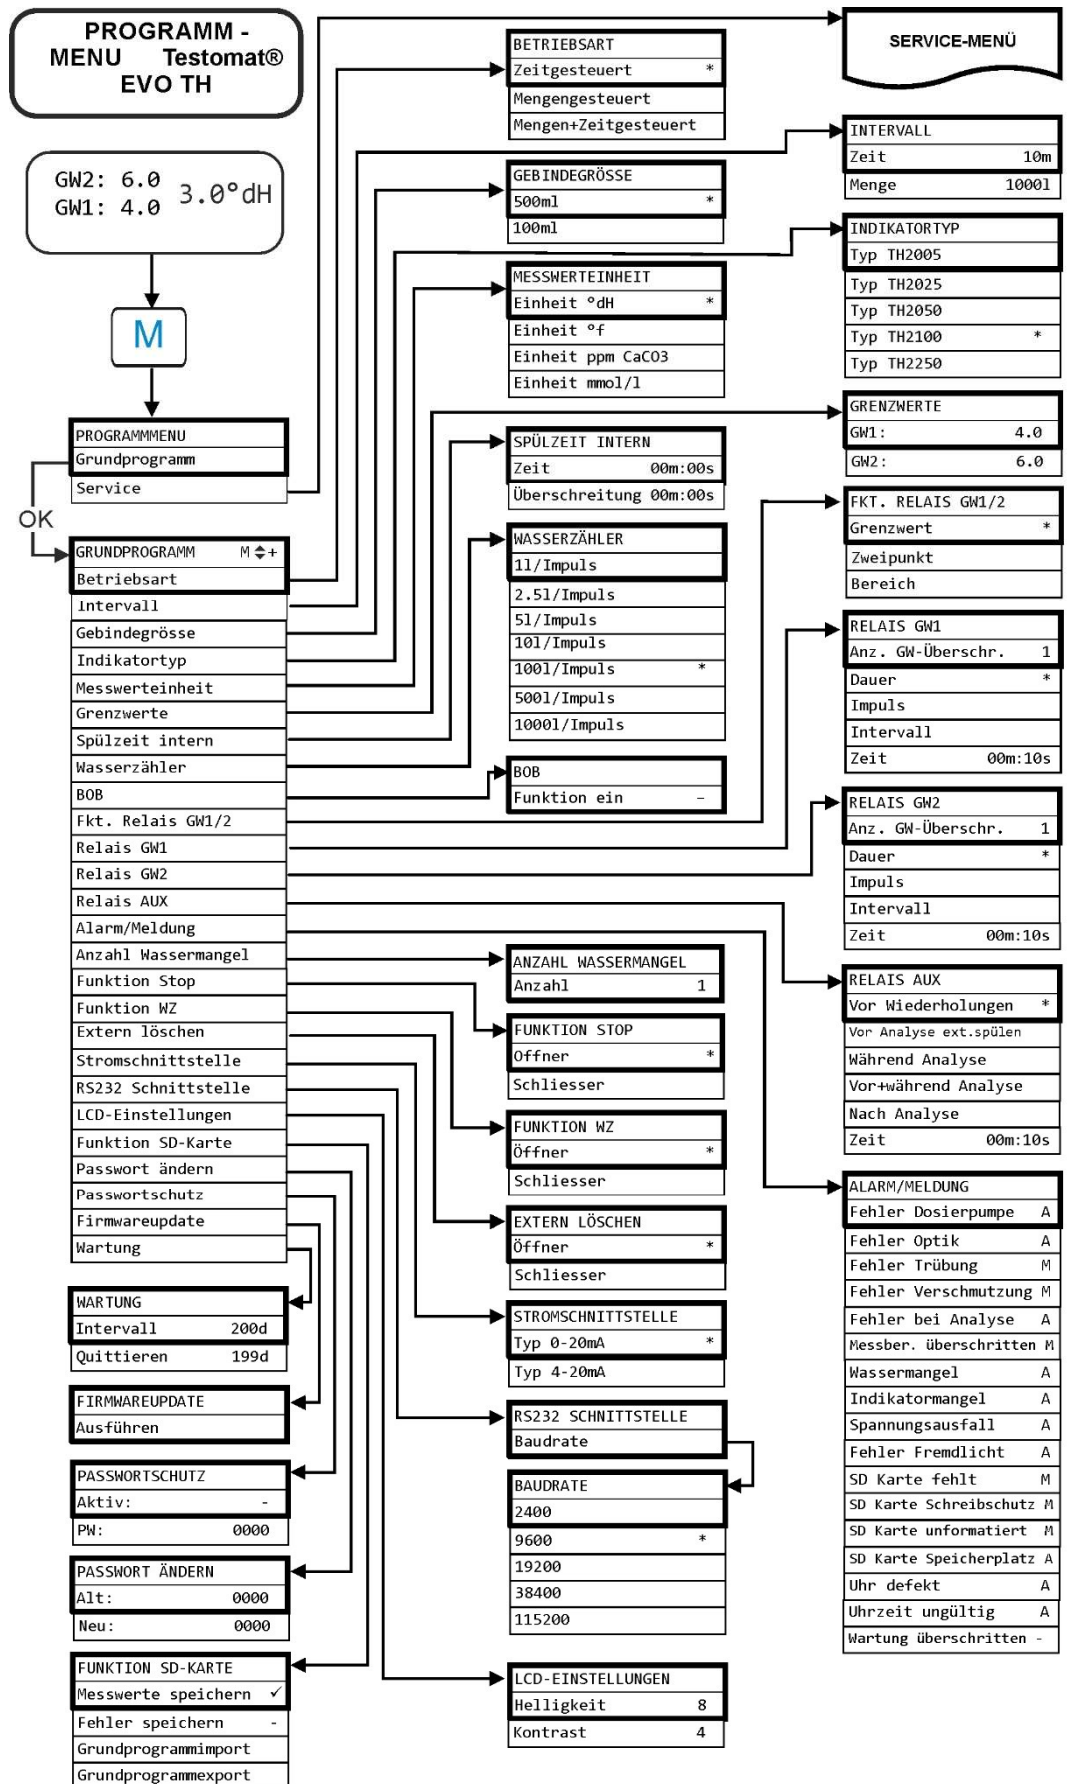 PROGRAMM -
MENU Testomat®
EVO TH
GW2: 6.0
GW1: 4.0
3.0°dH
M
PROGRAMMMENU
Grundprogramm
Service
OK
GRUNDPROGRAMM M +
Betriebsart
Intervall
Gebindegrösse
Indikatortyp
Messwerteinheit
Grenzwerte
Spülzeit intern
Wasserzähler
BOB
Fkt. Relais GW1/2
Relais GW1
Relais GW2
Relais AUX
Alarm/Meldung
Anzahl Wassermangel
Funktion Stop
Funktion WZ
Extern löschen
Stromschnittstelle
RS232 Schnittstelle
LCD-Einstellungen
Funktion SD-Karte
Passwort ändern
Passwortschutz
Firmwareupdate
Wartung
WARTUNG
Intervall 200d
Quittieren 199d
FIRMWAREUPDATE
Ausführen
PASSWORTSCHUTZ
Aktiv: -
PW: 0000
PASSWORT ÄNDERN
Alt: 0000
Neu: 0000
FUNKTION SD-KARTE
Messwerte speichern ✓
Fehler speichern -
Grundprogrammimport
Grundprogrammexport
BETRIEBSART
Zeitgesteuert *
Mengengesteuert
Mengen+Zeitgesteuert
GEBINDEGRÖSSE
500ml *
100ml
MESSWERTEINHEIT
Einheit °dH *
Einheit °f
Einheit ppm CaCO3
Einheit mmol/l
SPÜLZEIT INTERN
Zeit 00m:00s
Überschreitung 00m:00s
WASSERZÄHLER
1l/Impuls
2.5l/Impuls
5l/Impuls
10l/Impuls
100l/Impuls *
500l/Impuls
1000l/Impuls
BOB
Funktion ein -
ANZAHL WASSERMANGEL
Anzahl 1
FUNKTION STOP
Offner *
Schliesser
FUNKTION WZ
Öffner *
Schliesser
EXTERN LÖSCHEN
Öffner *
Schliesser
STROMSCHNITTSTELLE
Typ 0-20mA *
Typ 4-20mA
RS232 SCHNITTSTELLE
Baudrate
BAUDRATE
2400
9600 *
19200
38400
115200
LCD-EINSTELLUNGEN
Helligkeit 8
Kontrast 4
SERVICE-MENÜ
INTERVALL
Zeit 10m
Menge 1000l
INDIKATORTYP
Typ TH2005
Typ TH2025
Typ TH2050
Typ TH2100 *
Typ TH2250
GRENZWERTE
GW1: 4.0
GW2: 6.0
FKT. RELAIS GW1/2
Grenzwert *
Zweipunkt
Bereich
RELAIS GW1
Anz. GW-Überschr. 1
Dauer *
Impuls
Intervall
Zeit 00m:10s
RELAIS GW2
Anz. GW-Überschr. 1
Dauer *
Impuls
Intervall
Zeit 00m:10s
RELAIS AUX
Vor Wiederholungen *
Vor Analyse ext.spülen
Während Analyse
Vor+während Analyse
Nach Analyse
Zeit 00m:10s
ALARM/MELDUNG
Fehler Dosierpumpe A
Fehler Optik A
Fehler Trübung M
Fehler Verschmutzung M
Fehler bei Analyse A
Messber. überschritten M
Wassermangel A
Indikatormangel A
Spannungsausfall A
Fehler Fremdlicht A
SD Karte fehlt M
SD Karte Schreibschutz M
SD Karte unformatiert M
SD Karte Speicherplatz A
Uhr defekt A
Uhrzeit ungültig A
Wartung überschritten -